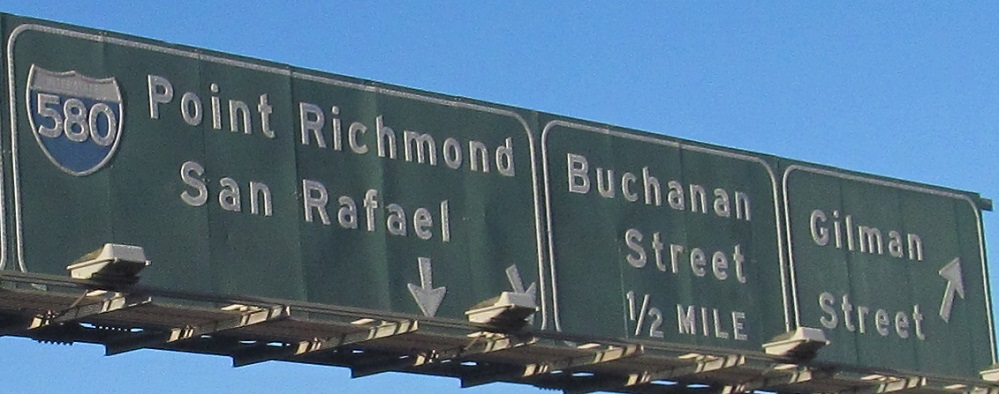 580
Point Richmond
San Rafael
Buchanan
Street
1/2 MILE
Gilman
Street